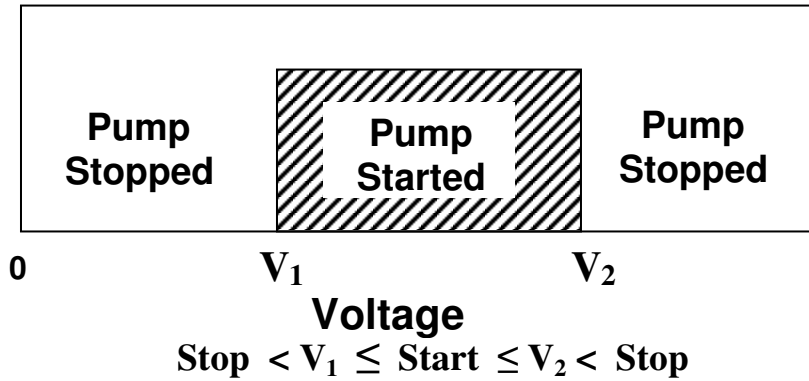 Pump
Stopped
Pump
Started
Pump
Stopped
0 V₁ V₂
Voltage
Stop < V₁ ≤ Start ≤ V₂ < Stop